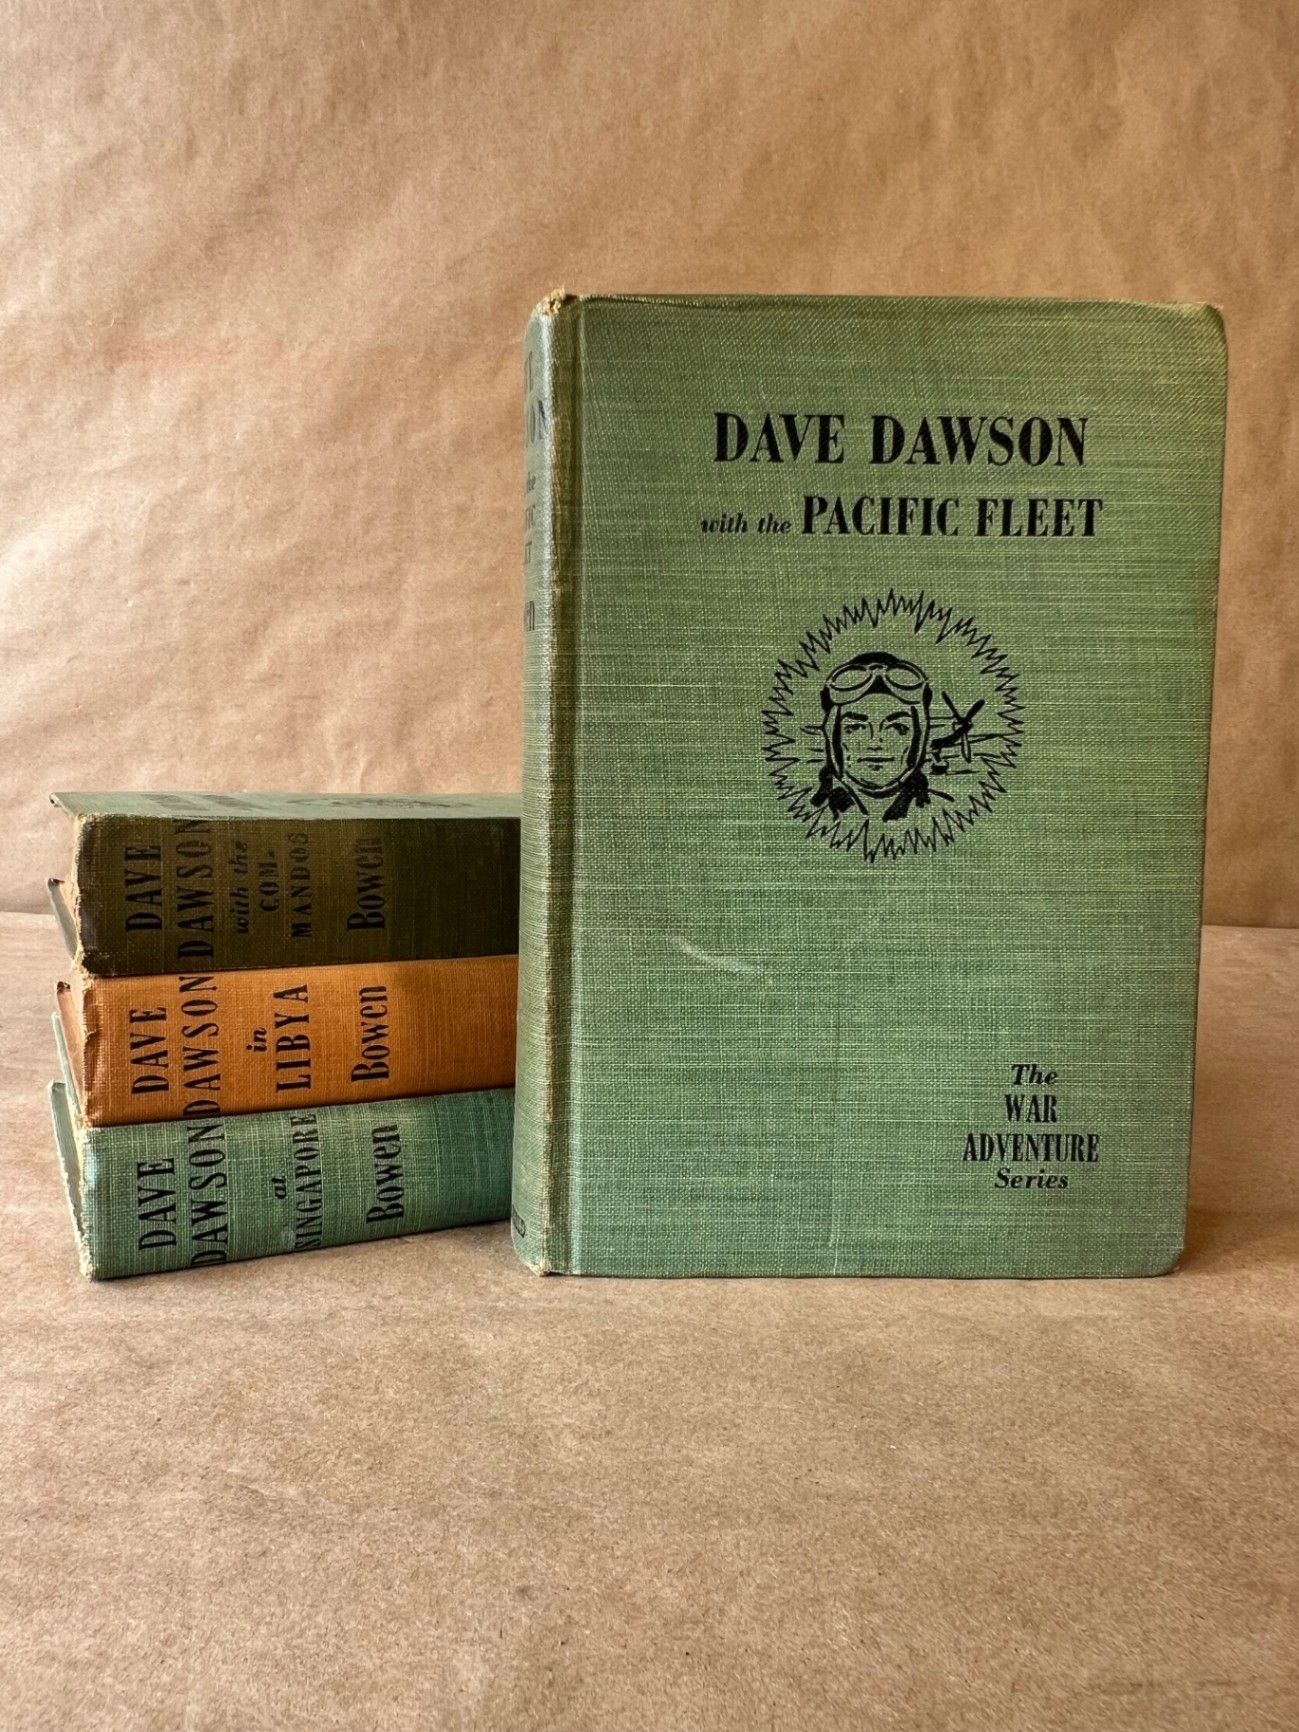 DAVE DAWSON
with the PACIFIC FLEET
The
WAR
ADVENTURE
Series
DAVE
DAWSON
with the
COM-
MANDOS
Bowen
DAVE
DAWSON
in
LIBYA
Bowen
DAVE
DAWSON
at
SINGAPORE
Bowen